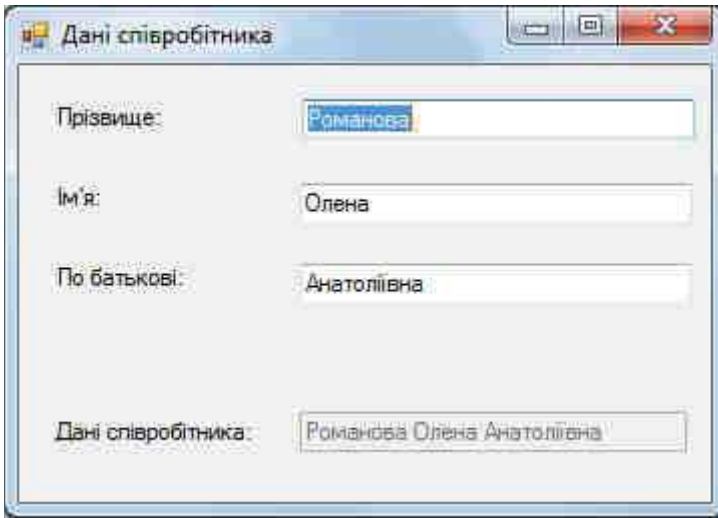 Дані співробітника
Прізвище: Романова
Ім'я: Олена
По батькові: Анатоліївна
Дані співробітника: Романова Олена Анатоліївна